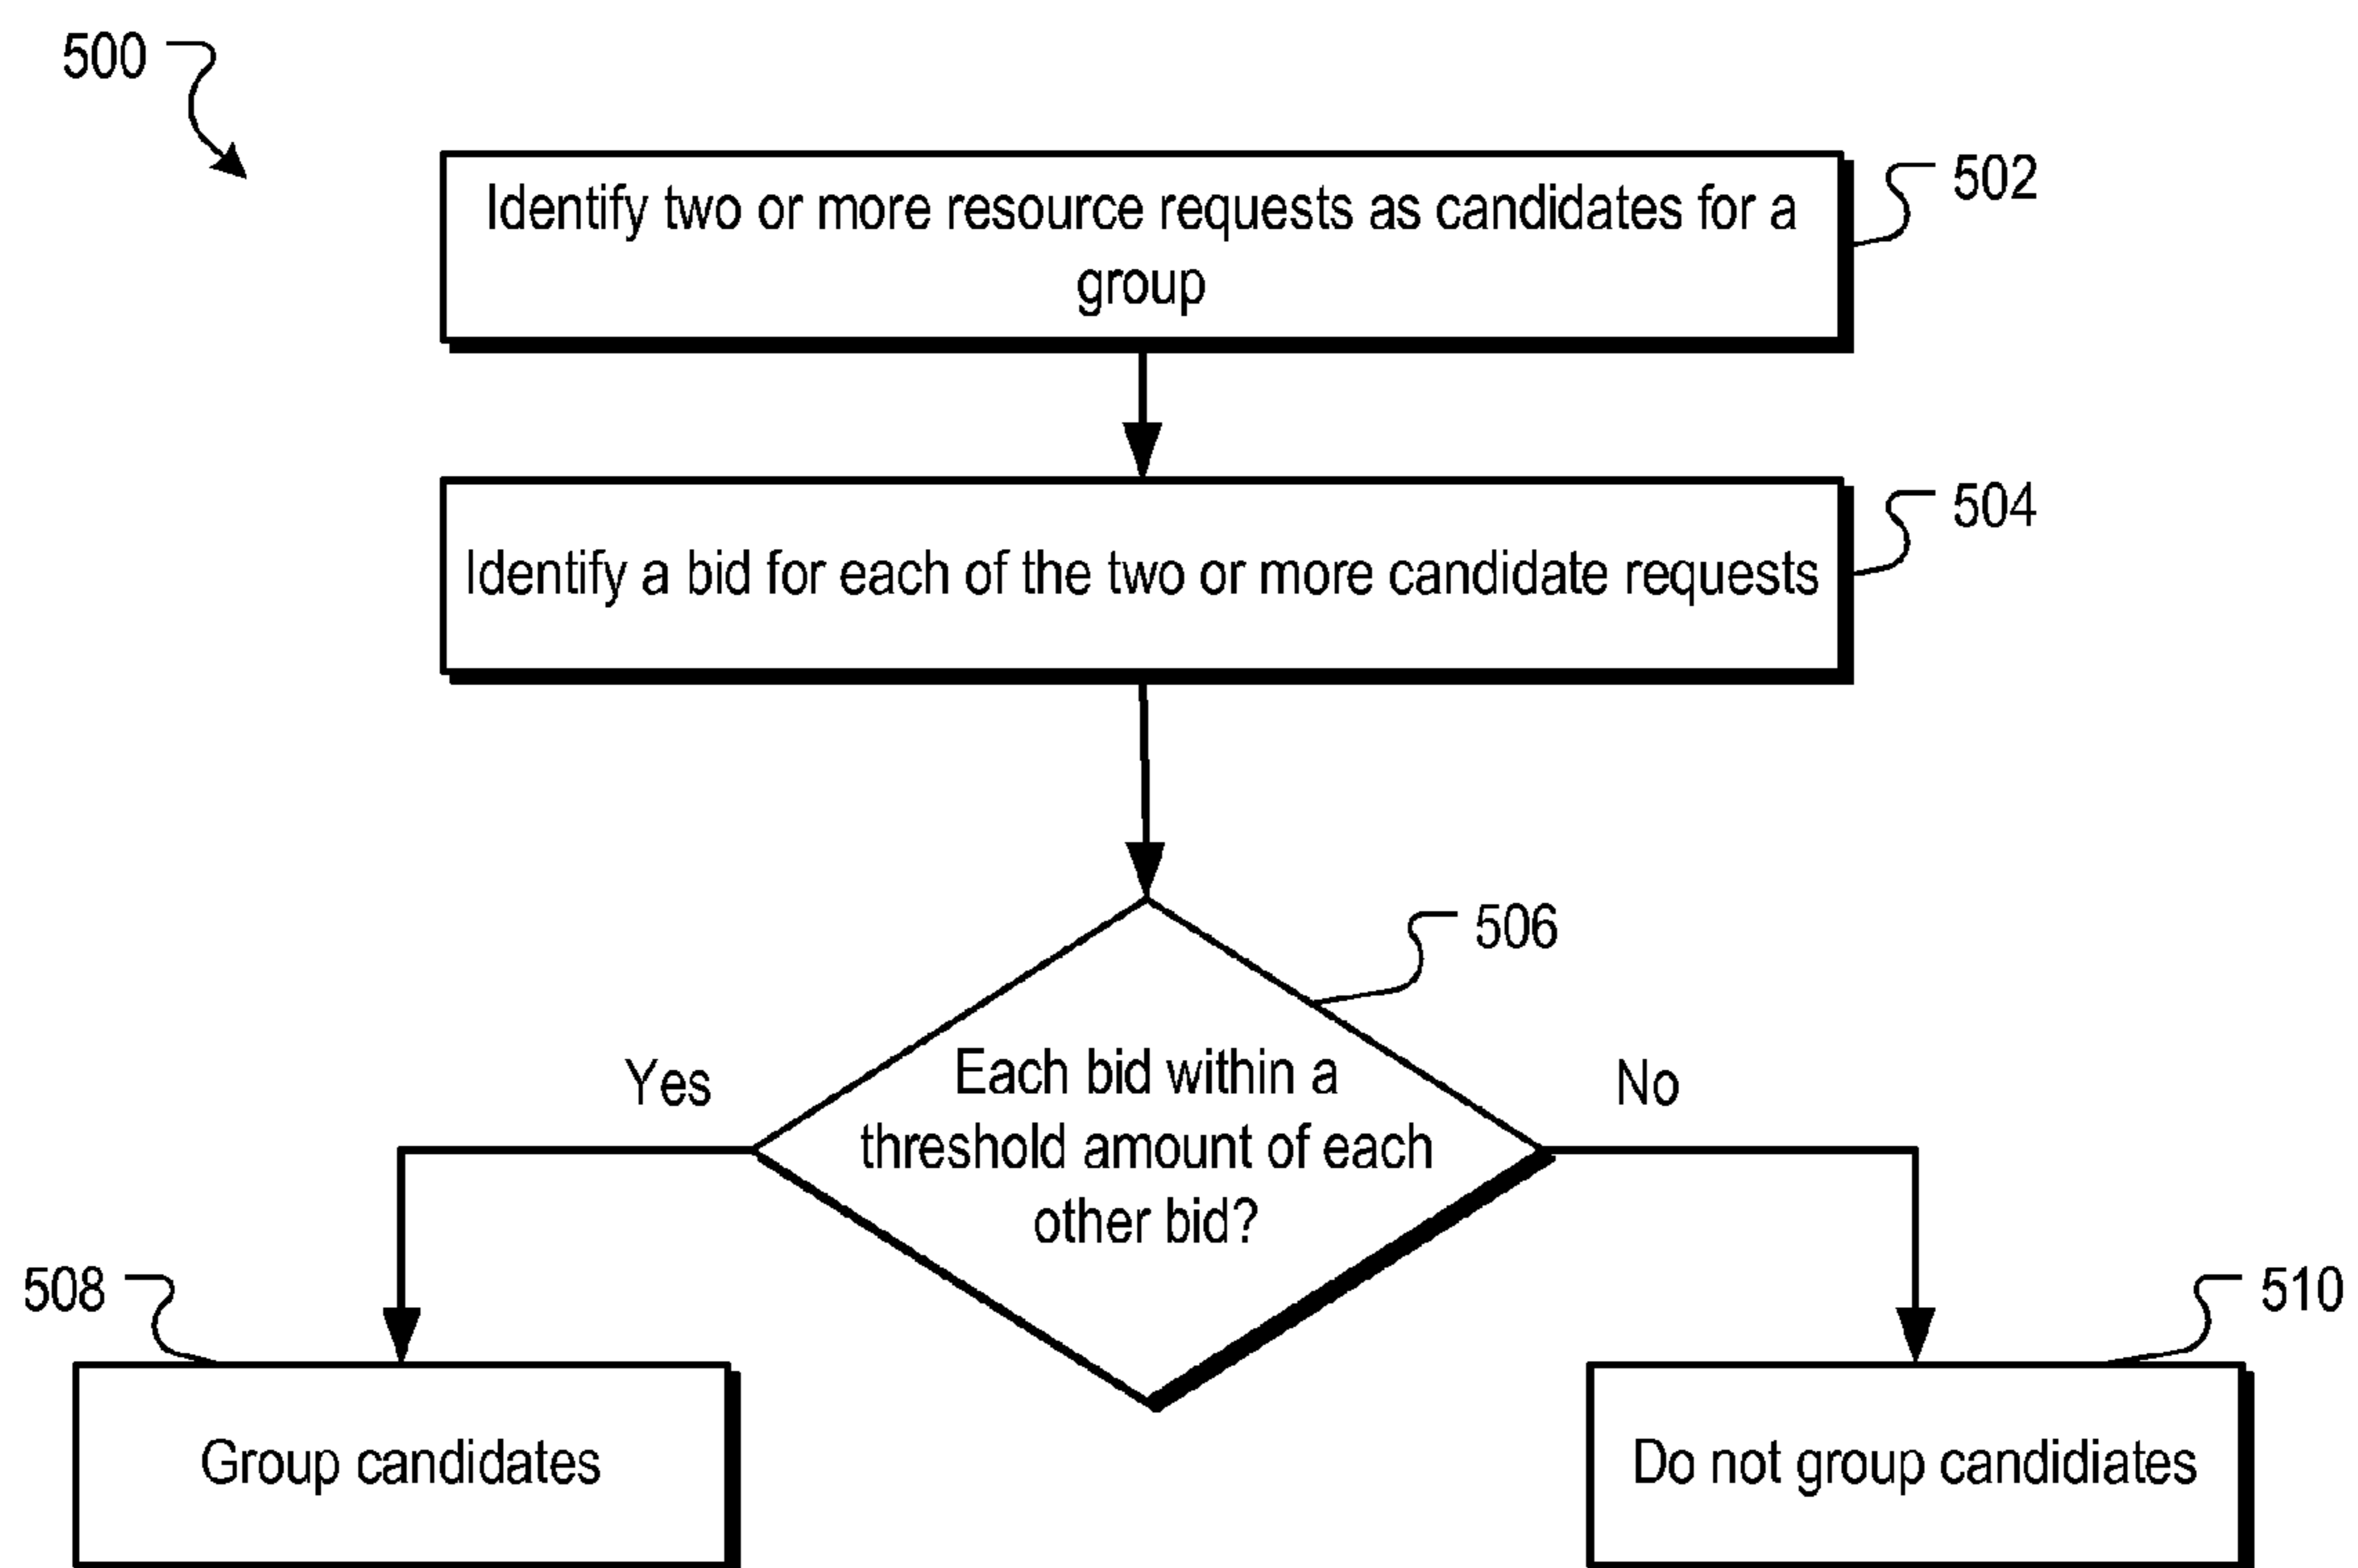 500
Identify two or more resource requests as candidates for a
group
502
Identify a bid for each of the two or more candidate requests
504
506
Each bid within a
threshold amount of each
other bid?
Yes
No
508
Group candidates
510
Do not group candidiates